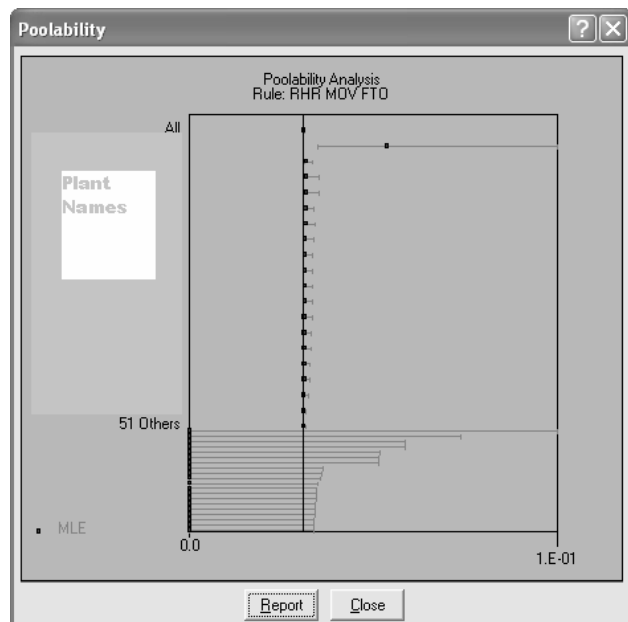 Poolability
Poolability Analysis
Rule: RHR MOV FTO
All
Plant
Names
51 Others
MLE
0.0
1.E-01
Report
Close